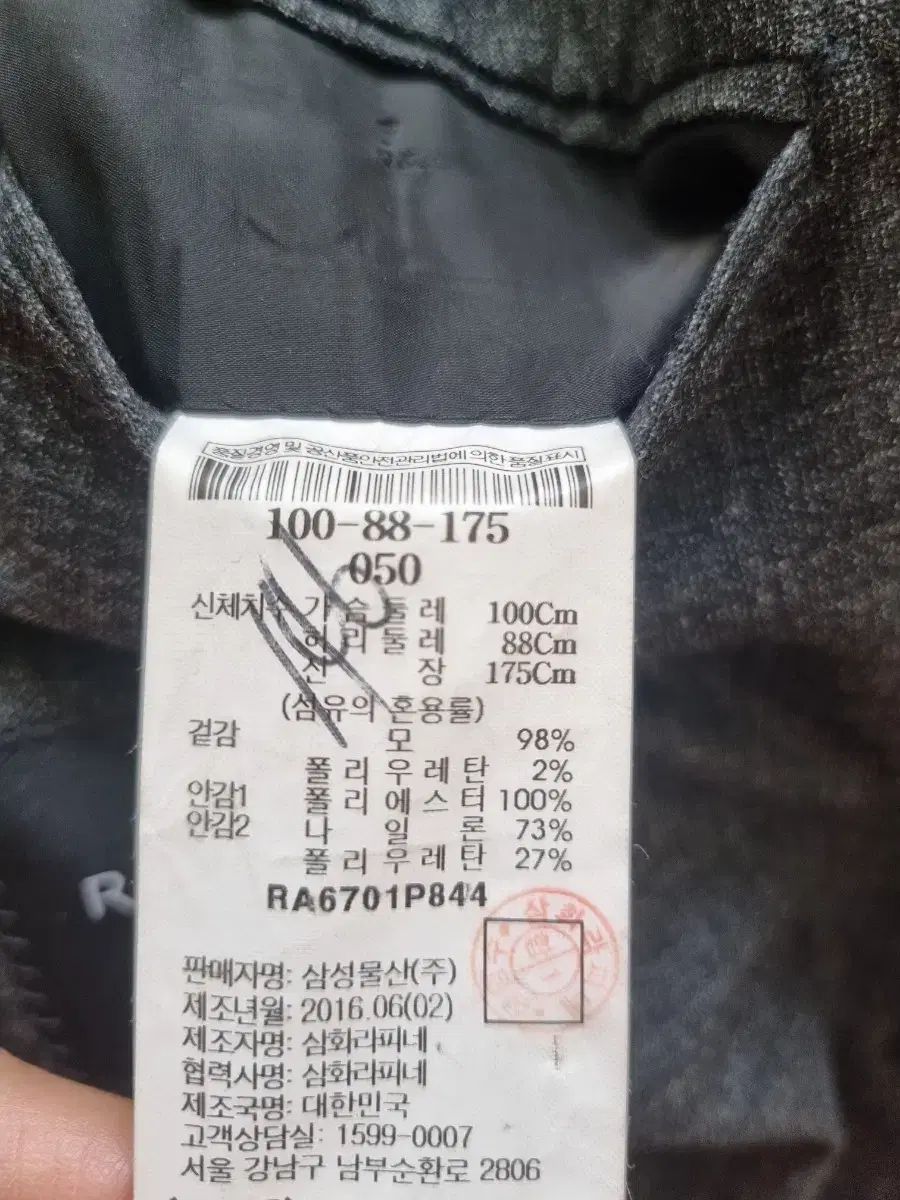 품질경영 및 공산품안전관리법에 의한 품질표시
100-88-175
050
신체치수 가 슴 둘 레 100Cm
허 리 둘 레 88Cm
신 장 175Cm
(섬유의 혼용률)
겉감 모 98%
폴 리 우 레 탄 2%
안감1 폴 리 에 스 터 100%
안감2 나 일 론 73%
폴 리 우 레 탄 27%
RA6701P844
판매자명: 삼성물산(주)
제조년월: 2016.06(02)
제조자명: 삼화라피네
협력사명: 삼화라피네
제조국명: 대한민국
고객상담실: 1599-0007
서울 강남구 남부순환로 2806